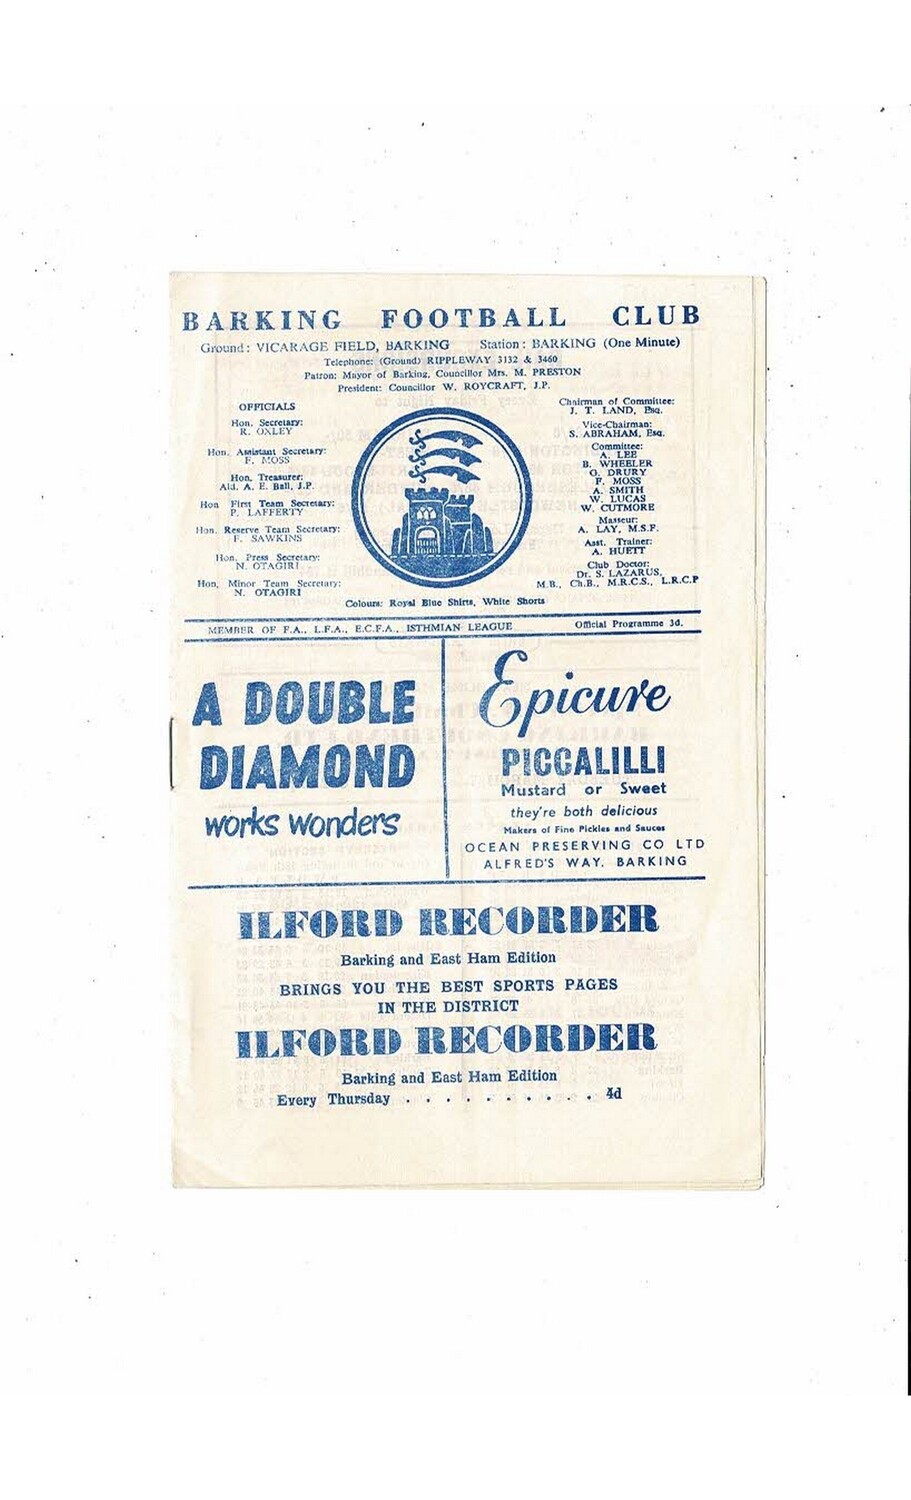 BARKING FOOTBALL CLUB
Ground: VICARAGE FIELD, BARKING Station: BARKING (One Minute)
Telephone: (Ground) RIPPLEWAY 3132 & 3460
Patron: Mayor of Barking, Councillor Mrs. M. PRESTON
President: Councillor W. ROYCRAFT, J.P.
OFFICIALS
Hon. Secretary:
R. OXLEY
Hon. Assistant Secretary:
F. MOSS
Hon. Treasurer:
Ald. A. E. Ball, J.P.
Hon First Team Secretary:
P. LAFFERTY
Hon. Reserve Team Secretary:
F. SAWKINS
Hon. Press Secretary:
N. OTAGIRI
Hon. Minor Team Secretary:
N. OTAGIRI
Chairman of Committee:
J. T. LAND, Esq.
Vice-Chairman:
S. ABRAHAM, Esq.
Committee:
A. LEE
B. WHEELER
G. DRURY
F. MOSS
A. SMITH
W. LUCAS
W. CUTMORE
Masseur:
A. LAY, M.S.F.
Asst. Trainer:
A. HUETT
Club Doctor:
Dr. S. LAZARUS,
M.B., Ch.B., M.R.C.S., L.R.C.P
Colours: Royal Blue Shirts, White Shorts
MEMBER OF F.A., L.F.A., E.C.F.A., ISTHMIAN LEAGUE Official Programme 3d.
A DOUBLE
DIAMOND
works wonders
Epicure
PICCALILLI
Mustard or Sweet
they're both delicious
Makers of Fine Pickles and Sauces
OCEAN PRESERVING CO LTD
ALFRED'S WAY, BARKING
ILFORD RECORDER
Barking and East Ham Edition
BRINGS YOU THE BEST SPORTS PAGES
IN THE DISTRICT
ILFORD RECORDER
Barking and East Ham Edition
Every Thursday . . . . . . . . . . 4d